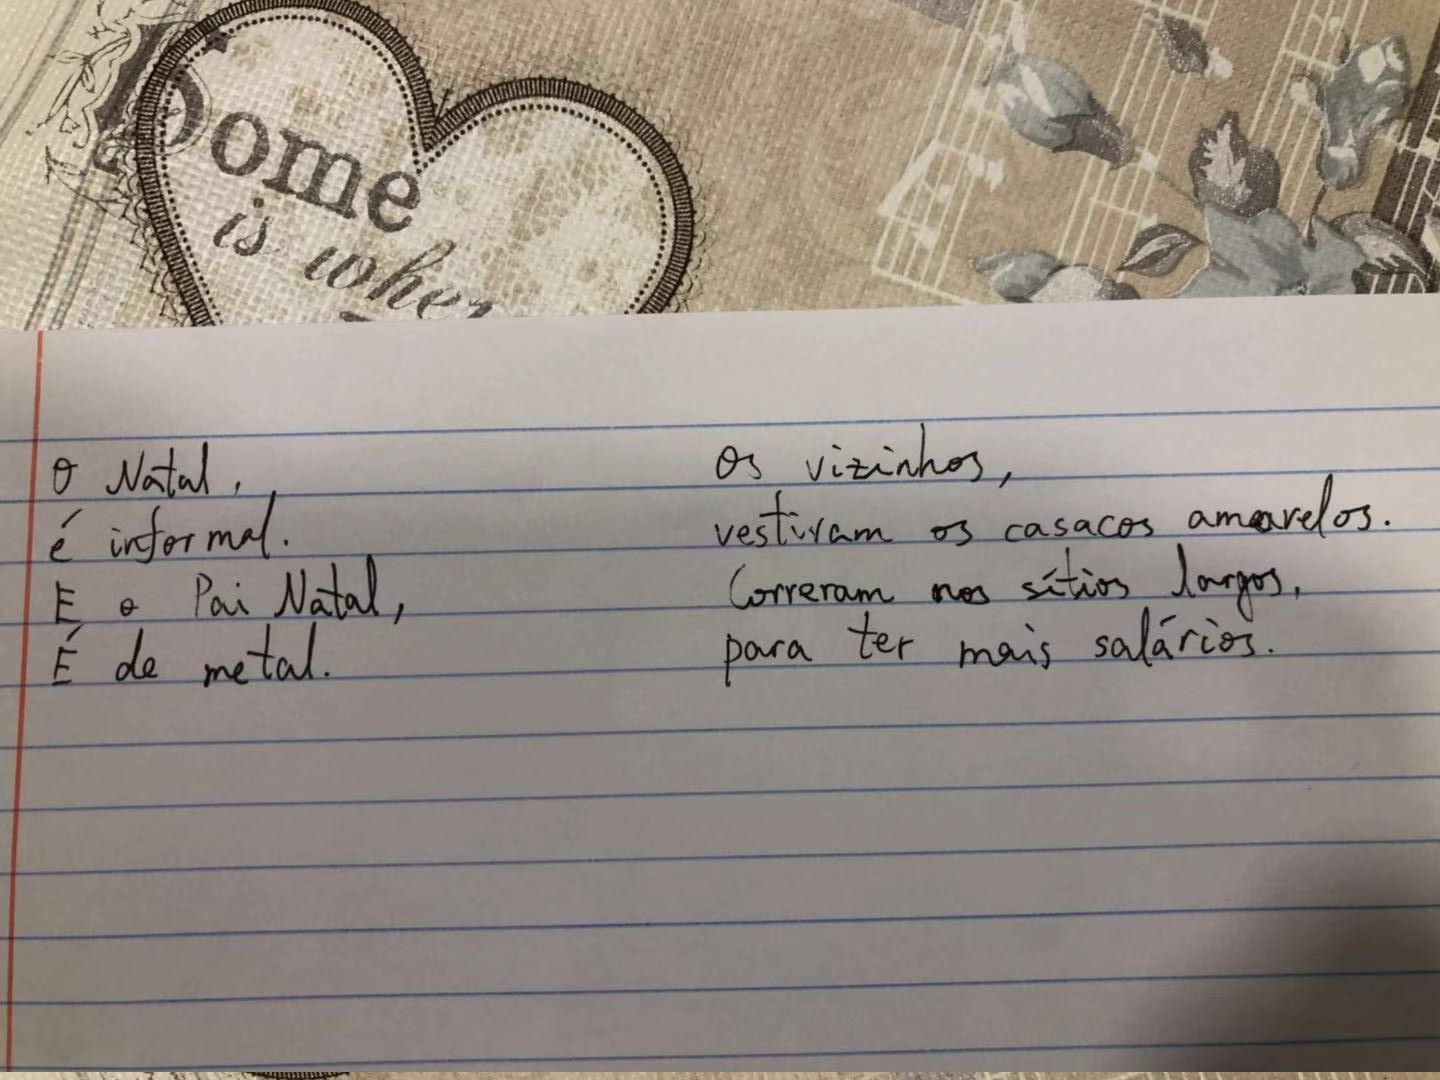 Home
is wher
O Natal,
é informal.
E o Pai Natal,
É de metal.
Os vizinhos,
vestiram os casacos amarelos.
Correram nos sítios largos,
para ter mais salários.